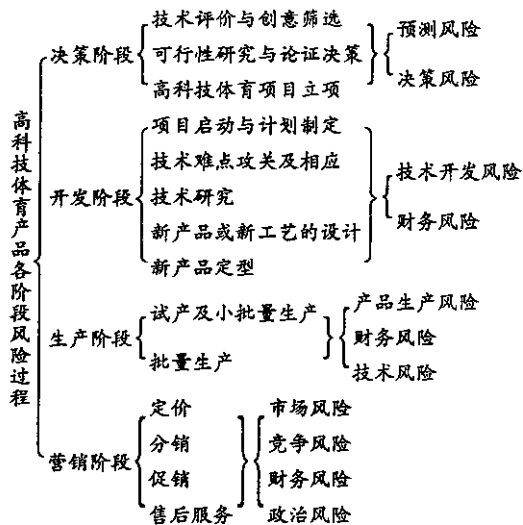 高科技体育产品各阶段风险过程
决策阶段
技术评价与创意筛选
可行性研究与论证决策
高科技体育项目立项
预测风险
决策风险
开发阶段
项目启动与计划制定
技术难点攻关及相应
技术研究
新产品或新工艺的设计
新产品定型
技术开发风险
财务风险
生产阶段
试产及小批量生产
批量生产
产品生产风险
财务风险
技术风险
营销阶段
定价
分销
促销
售后服务
市场风险
竞争风险
财务风险
政治风险